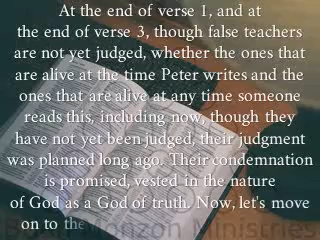 At the end of verse 1, and at
the end of verse 3, though false teachers
are not yet judged, whether the ones that
are alive at the time Peter writes and the
ones that are alive at any time someone
reads this, including now, though they
have not yet been judged, their judgment
was planned long ago. Their condemnation
is promised, vested in the nature
of God as a God of truth. Now, let's move
on to the
Horizon Ministries